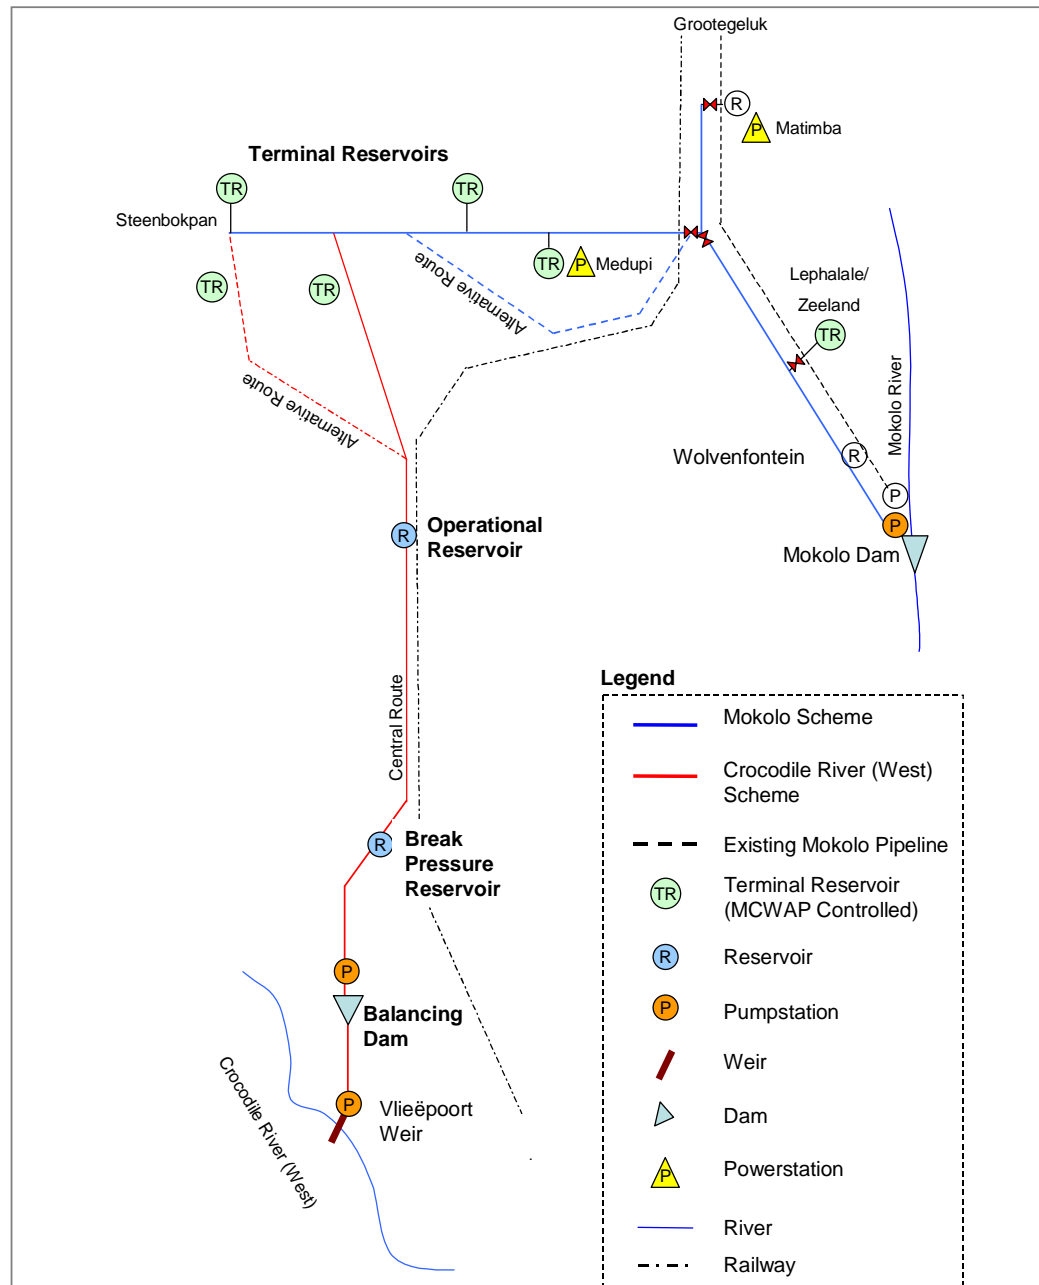 Grootegeluk
R
P
Matimba
Terminal Reservoirs
TR
TR
Steenbokpan
TR
P
Medupi
TR
TR
Alternative Route
Alternative Route
Lephalale/
Zeeland
TR
Mokolo River
Wolvenfontein
R
P
P
Mokolo Dam
R
Operational
Reservoir
Central Route
R
Break
Pressure
Reservoir
P
Balancing
Dam
P
Vlieëpoort
Weir
Crocodile River (West)
Legend
Mokolo Scheme
Crocodile River (West)
Scheme
Existing Mokolo Pipeline
TR
Terminal Reservoir
(MCWAP Controlled)
R
Reservoir
P
Pumpstation
Weir
Dam
P
Powerstation
River
Railway